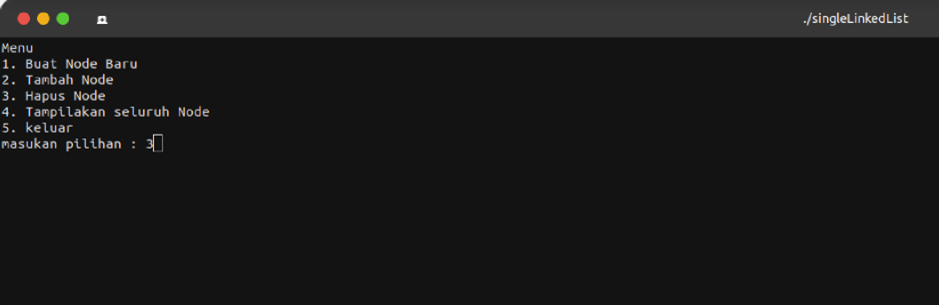 ./singleLinkedList
Menu
1. Buat Node Baru
2. Tambah Node
3. Hapus Node
4. Tampilakan seluruh Node
5. keluar
masukan pilihan : 3